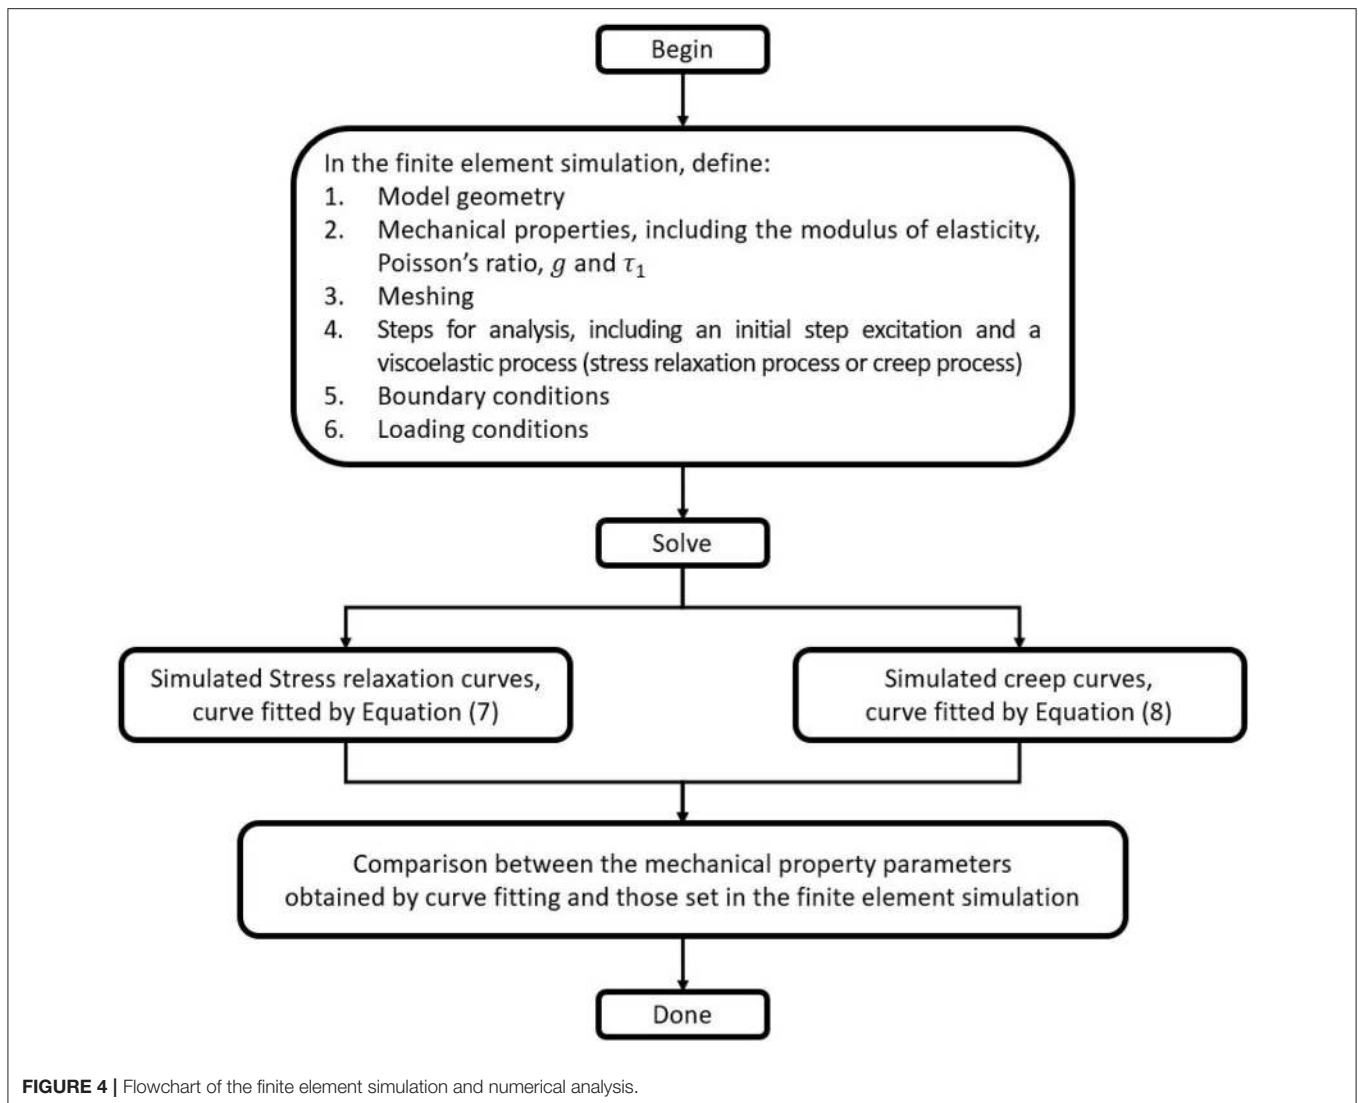 Begin
In the finite element simulation, define:
1. Model geometry
2. Mechanical properties, including the modulus of elasticity,
Poisson's ratio, g and τ₁
3. Meshing
4. Steps for analysis, including an initial step excitation and a
viscoelastic process (stress relaxation process or creep process)
5. Boundary conditions
6. Loading conditions
Solve
Simulated Stress relaxation curves,
curve fitted by Equation (7)
Simulated creep curves,
curve fitted by Equation (8)
Comparison between the mechanical property parameters
obtained by curve fitting and those set in the finite element simulation
Done
FIGURE 4 | Flowchart of the finite element simulation and numerical analysis.